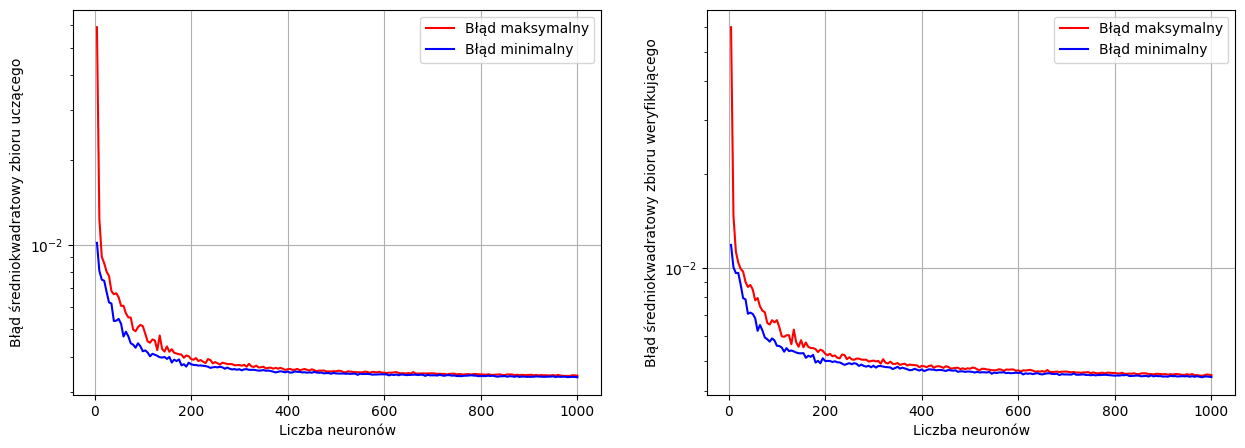 Błąd średniokwadratowy zbioru uczącego
10⁻²
Błąd maksymalny
Błąd minimalny
0 200 400 600 800 1000
Liczba neuronów
Błąd średniokwadratowy zbioru weryfikującego
10⁻²
Błąd maksymalny
Błąd minimalny
0 200 400 600 800 1000
Liczba neuronów